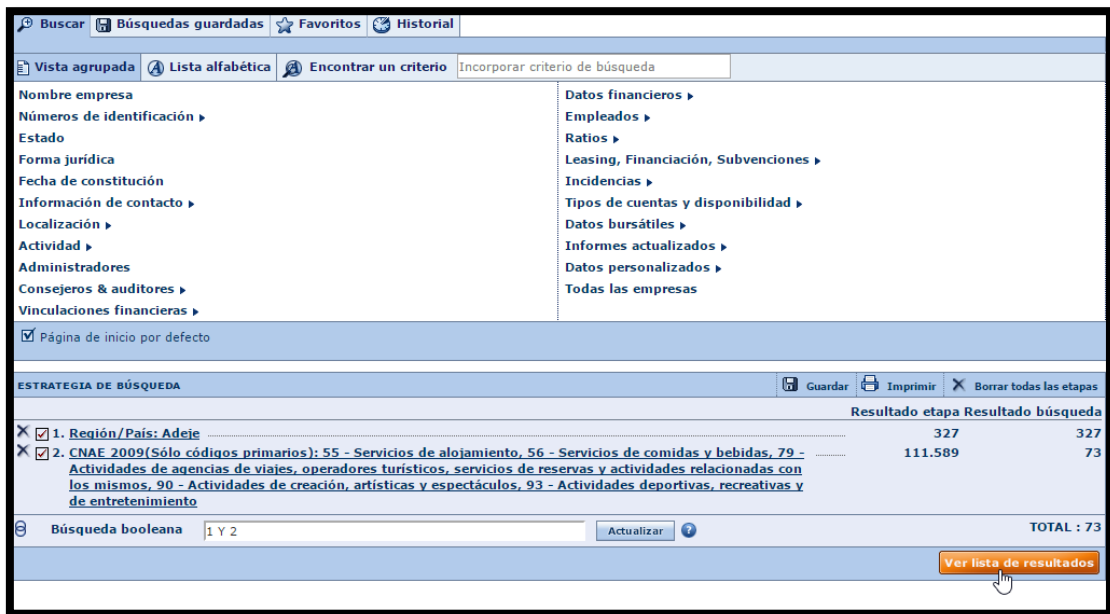 Buscar Búsquedas guardadas Favoritos Historial
Vista agrupada Lista alfabética Encontrar un criterio Incorporar criterio de búsqueda
Nombre empresa
Números de identificación
Estado
Forma jurídica
Fecha de constitución
Información de contacto
Localización
Actividad
Administradores
Consejeros & auditores
Vinculaciones financieras
Datos financieros
Empleados
Ratios
Leasing, Financiación, Subvenciones
Incidencias
Tipos de cuentas y disponibilidad
Datos bursátiles
Informes actualizados
Datos personalizados
Todas las empresas
Página de inicio por defecto
ESTRATEGIA DE BÚSQUEDA Guardar Imprimir Borrar todas las etapas
Resultado etapa Resultado búsqueda
1. Región/País: Adeje 327 327
2. CNAE 2009(Sólo códigos primarios): 55 - Servicios de alojamiento, 56 - Servicios de comidas y bebidas, 79 - 111.589 73
Actividades de agencias de viajes, operadores turísticos, servicios de reservas y actividades relacionadas con
los mismos, 90 - Actividades de creación, artísticas y espectáculos, 93 - Actividades deportivas, recreativas y
de entretenimiento
Búsqueda booleana 1 Y 2 Actualizar ? TOTAL : 73
Ver lista de resultados